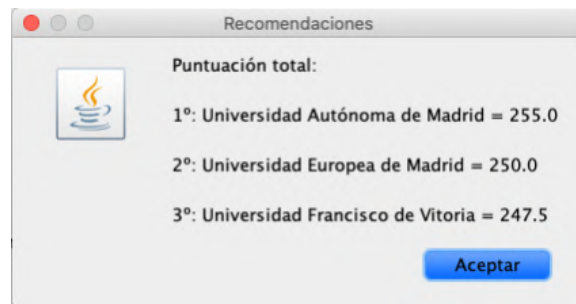 Recomendaciones
Puntuación total:
1º: Universidad Autónoma de Madrid = 255.0
2º: Universidad Europea de Madrid = 250.0
3º: Universidad Francisco de Vitoria = 247.5
Aceptar